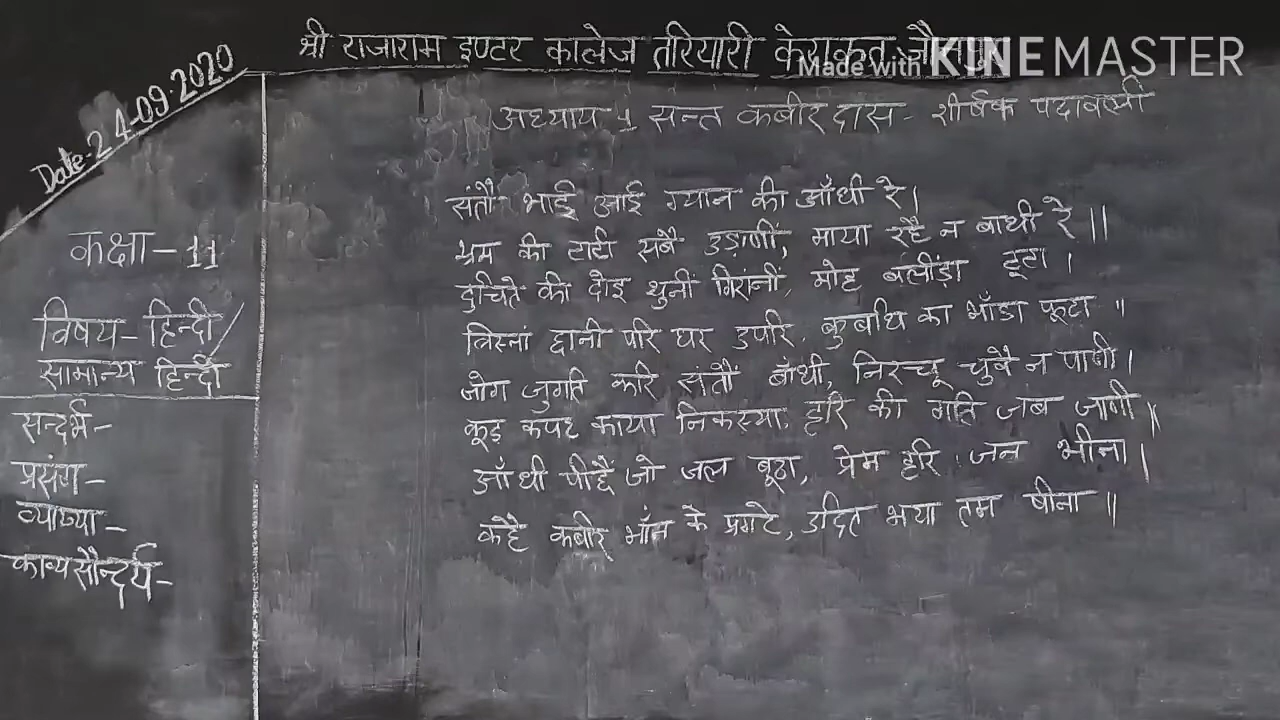 श्री राजाराम इण्टर कालेज तरियारी केराकत जौनपुर
Made with KINEMASTER
Date-24-09-2020
अध्याय 1 सन्त कबीर दास- शीर्षक पदावली
कक्षा-11
विषय-हिन्दी/
सामान्य हिन्दी
सन्दर्भ-
प्रसंग-
व्याख्या-
काव्यसौन्दर्य-
संतौ भाई आई ग्यान की आँधी रे।
भ्रम की टाटी सबै उड़ाणीं, माया रहै न बाधी रे।।
दुचिते की दोइ थुनीं गिरांनीं, मोह बलींडा टूटा।
त्रिस्नां छानी परि घर उपरि, कुबधि का भाँडा फूटा॥
जोग जुगति करि संतौ बाँधी, निरचू चुवै न पाणी।
कूड़ कपट काया निकस्या, हरि की गति जब जाणी॥
आँधी पीछैं जो जल बूठा, प्रेम हरि जन भीना।
कहै कबीर भाँन के प्रगटे, उदित भया तम षीना॥